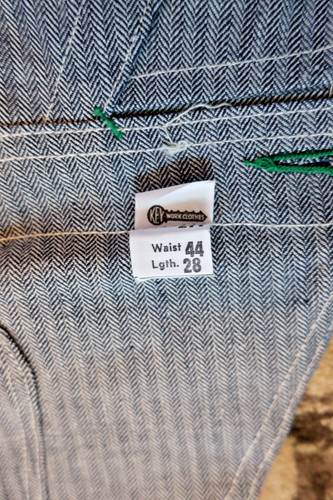 KEY
WORK CLOTHES
Waist 44
Lgth. 28